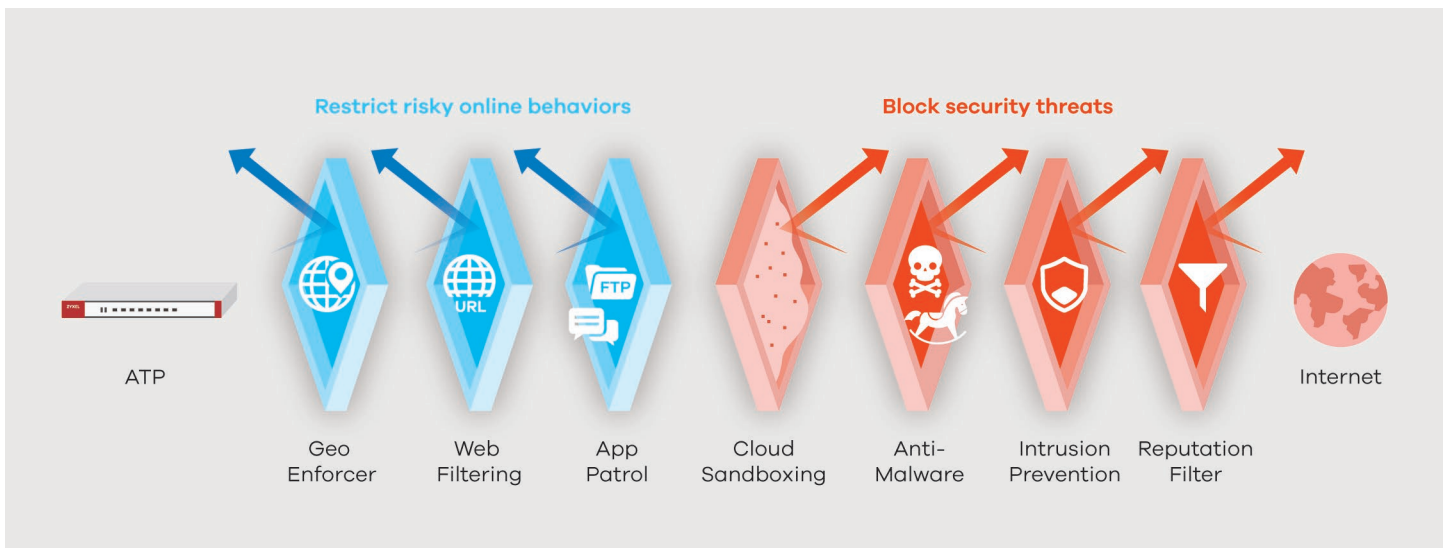 Restrict risky online behaviors
Block security threats
ZYXEL
URL
FTP
ATP
Internet
Geo
Enforcer
Web
Filtering
App
Patrol
Cloud
Sandboxing
Anti-
Malware
Intrusion
Prevention
Reputation
Filter